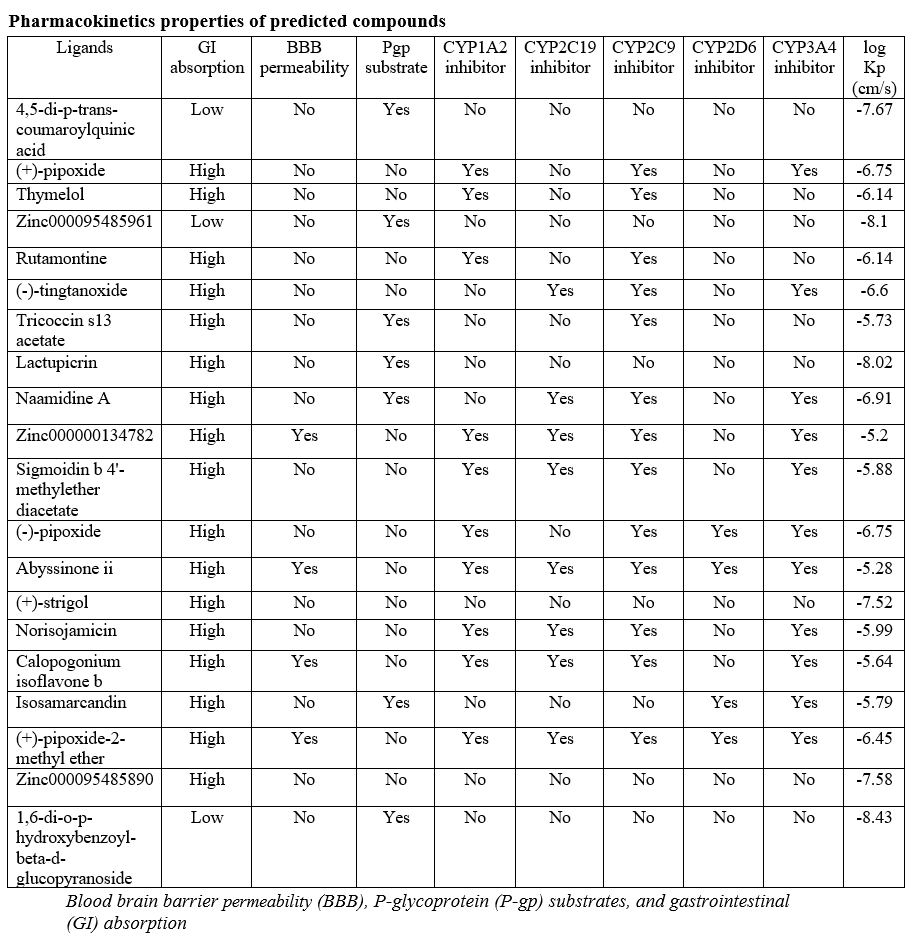 Pharmacokinetics properties of predicted compounds
Ligands GI BBB Pgp CYP1A2 CYP2C19 CYP2C9 CYP2D6 CYP3A4 log
absorption permeability substrate inhibitor inhibitor inhibitor inhibitor inhibitor Kp
(cm/s)
4,5-di-p-trans- Low No Yes No No No No No -7.67
coumaroylquinic
acid
(+)-pipoxide High No No Yes No Yes No Yes -6.75
Thymelol High No No Yes No Yes No No -6.14
Zinc000095485961 Low No Yes No No No No No -8.1
Rutamontine High No No Yes No Yes No No -6.14
(-)-tingtanoxide High No No No Yes Yes No Yes -6.6
Tricoccin s13 High No Yes No No Yes No No -5.73
acetate
Lactupicrin High No Yes No No No No No -8.02
Naamidine A High No Yes No Yes Yes No Yes -6.91
Zinc000000134782 High Yes No Yes Yes Yes No Yes -5.2
Sigmoidin b 4'- High No No Yes Yes Yes No Yes -5.88
methylether
diacetate
(-)-pipoxide High No No Yes No Yes Yes Yes -6.75
Abyssinone ii High Yes No Yes Yes Yes Yes Yes -5.28
(+)-strigol High No No No No No No No -7.52
Norisojamicin High No No Yes Yes Yes No Yes -5.99
Calopogonium High Yes No Yes Yes Yes No Yes -5.64
isoflavone b
Isosamarcandin High No Yes No No No Yes Yes -5.79
(+)-pipoxide-2- High Yes No Yes Yes Yes Yes Yes -6.45
methyl ether
Zinc000095485890 High No No No No No No No -7.58
1,6-di-o-p- Low No Yes No No No No No -8.43
hydroxybenzoyl-
beta-d-
glucopyranoside
Blood brain barrier permeability (BBB), P-glycoprotein (P-gp) substrates, and gastrointestinal
(GI) absorption